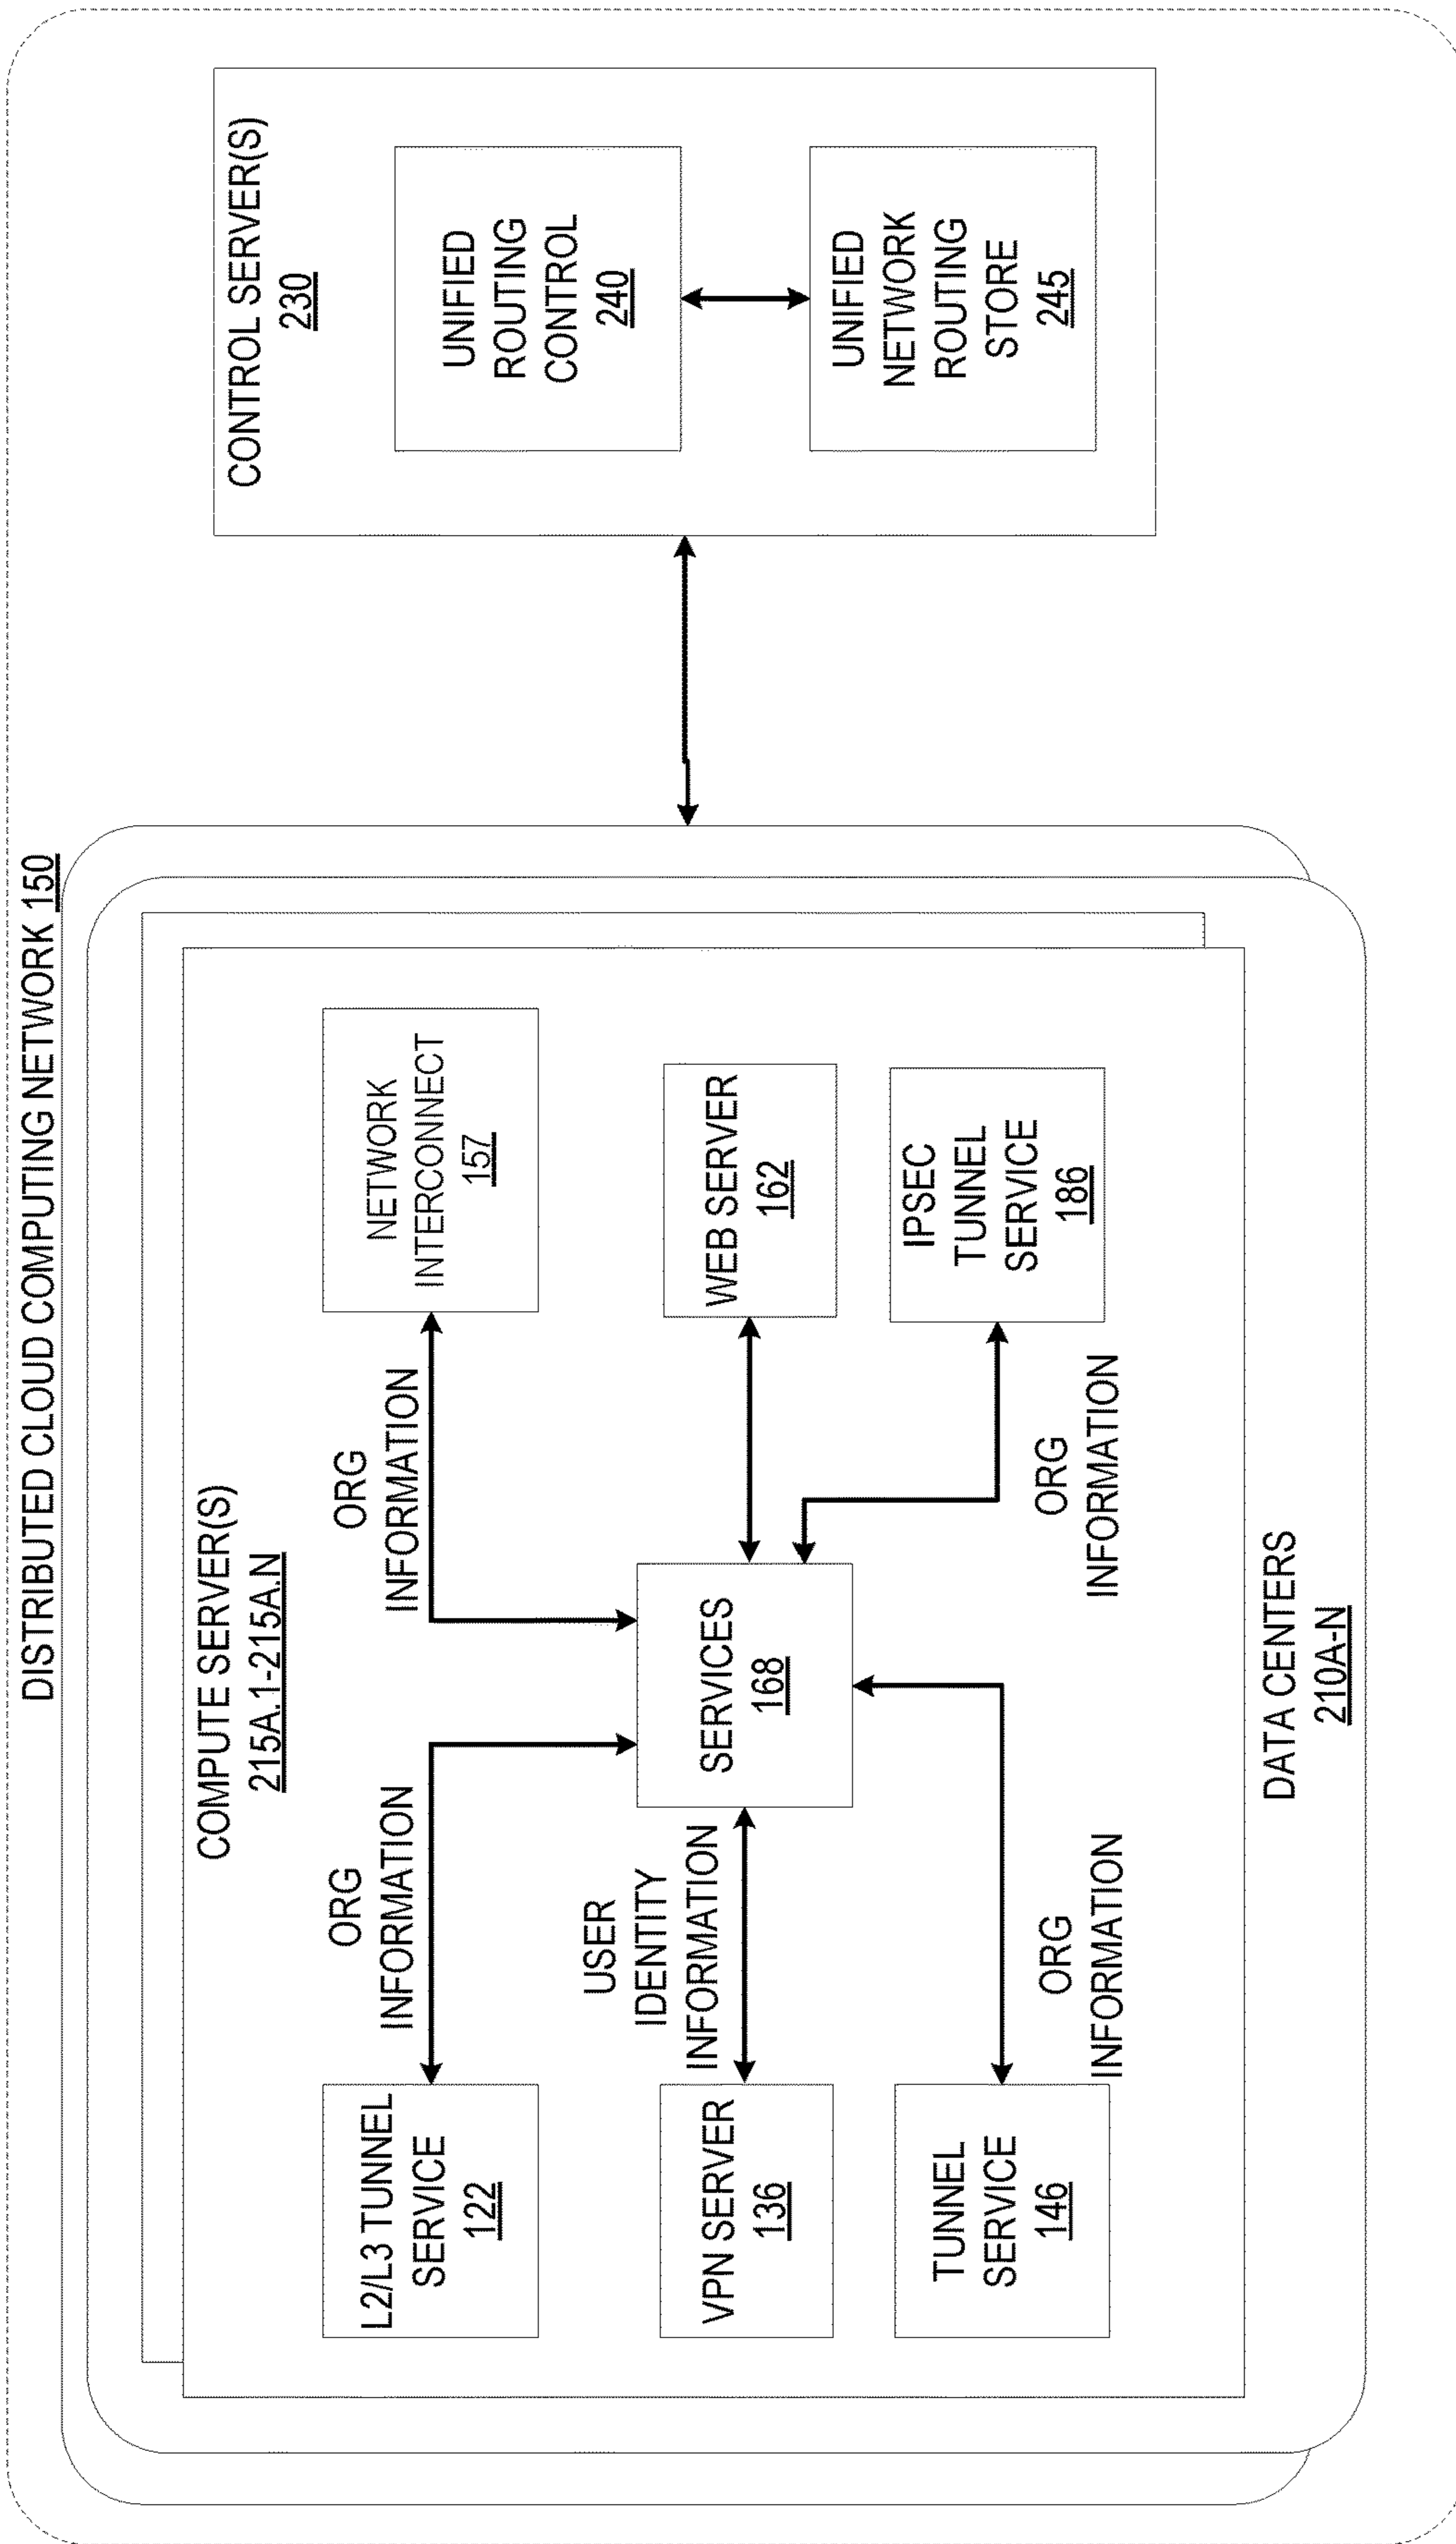 DISTRIBUTED CLOUD COMPUTING NETWORK 150
COMPUTE SERVER(S)
215A.1-215A.N
L2/L3 TUNNEL
SERVICE
122
ORG
INFORMATION
ORG
INFORMATION
NETWORK
INTERCONNECT
157
VPN SERVER
136
USER
IDENTITY
INFORMATION
SERVICES
168
WEB SERVER
162
TUNNEL
SERVICE
146
ORG
INFORMATION
ORG
INFORMATION
IPSEC
TUNNEL
SERVICE
186
DATA CENTERS
210A-N
CONTROL SERVER(S)
230
UNIFIED
ROUTING
CONTROL
240
UNIFIED
NETWORK
ROUTING
STORE
245